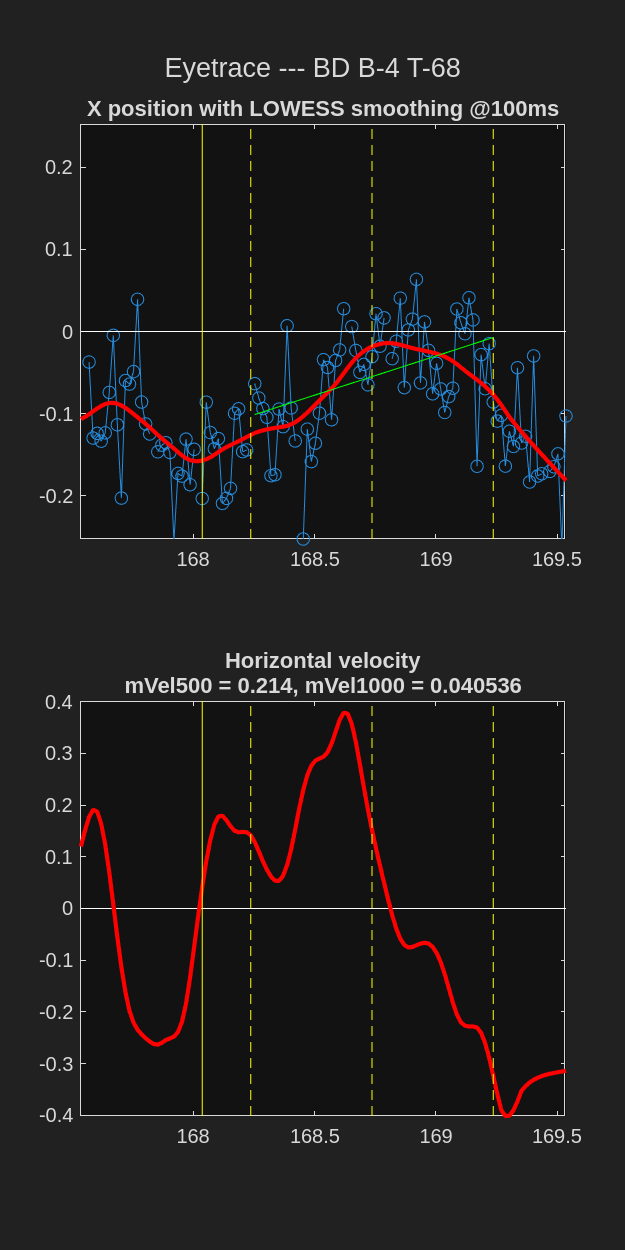 Eyetrace --- BD B-4 T-68
X position with LOWESS smoothing @100ms
0.2
0.1
0
-0.1
-0.2
168 168.5 169 169.5
Horizontal velocity
mVel500 = 0.214, mVel1000 = 0.040536
0.4
0.3
0.2
0.1
0
-0.1
-0.2
-0.3
-0.4
168 168.5 169 169.5